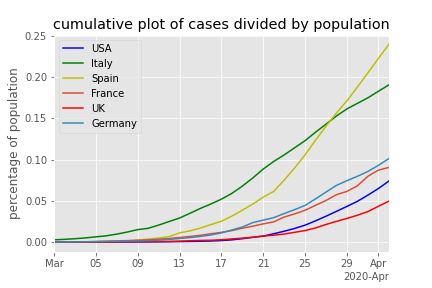 cumulative plot of cases divided by population
percentage of population
0.25
0.20
0.15
0.10
0.05
0.00
USA
Italy
Spain
France
UK
Germany
Mar 05 09 13 17 21 25 29 Apr
2020-Apr